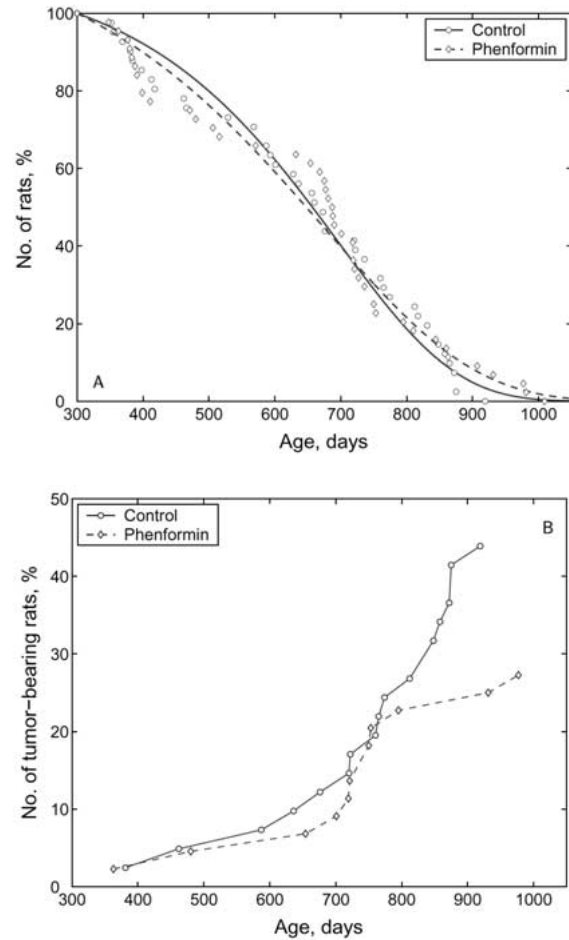 100
80
60
40
20
0
No. of rats, %
Control
Phenformin
A
300 400 500 600 700 800 900 1000
Age, days
50
40
30
20
10
0
No. of tumor-bearing rats, %
Control
Phenformin
B
300 400 500 600 700 800 900 1000
Age, days